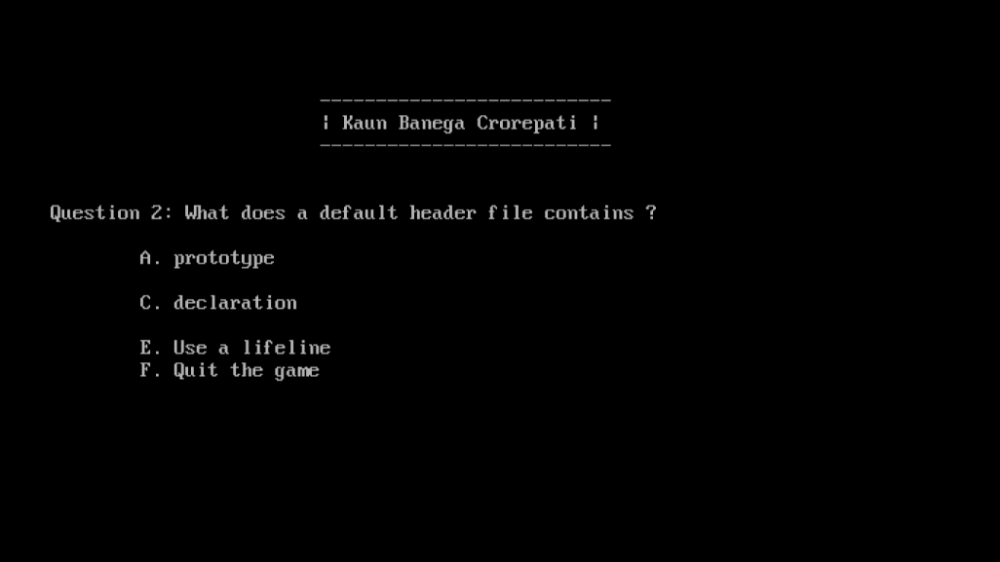 --------------------------
| Kaun Banega Crorepati |
--------------------------
Question 2: What does a default header file contains ?
A. prototype
C. declaration
E. Use a lifeline
F. Quit the game